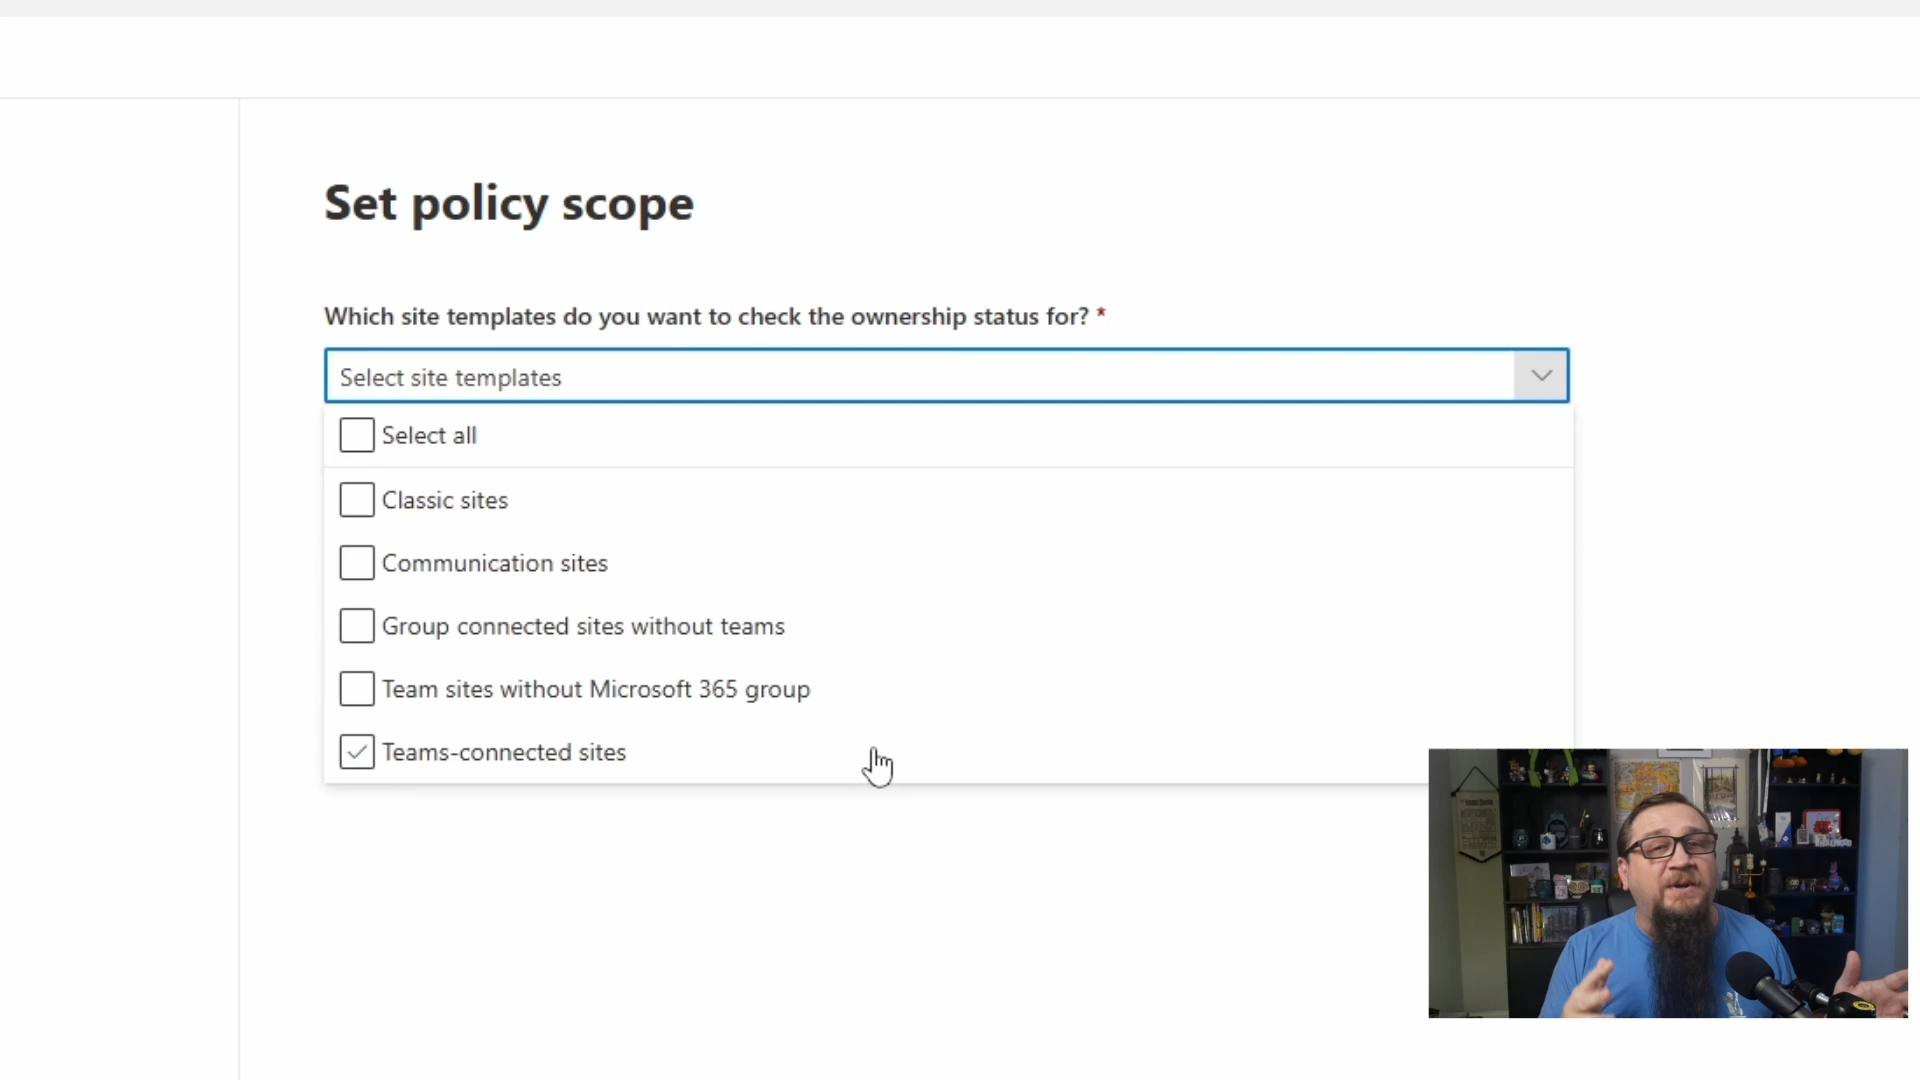 Set policy scope
Which site templates do you want to check the ownership status for? *
Select site templates
Select all
Classic sites
Communication sites
Group connected sites without teams
Team sites without Microsoft 365 group
Teams-connected sites